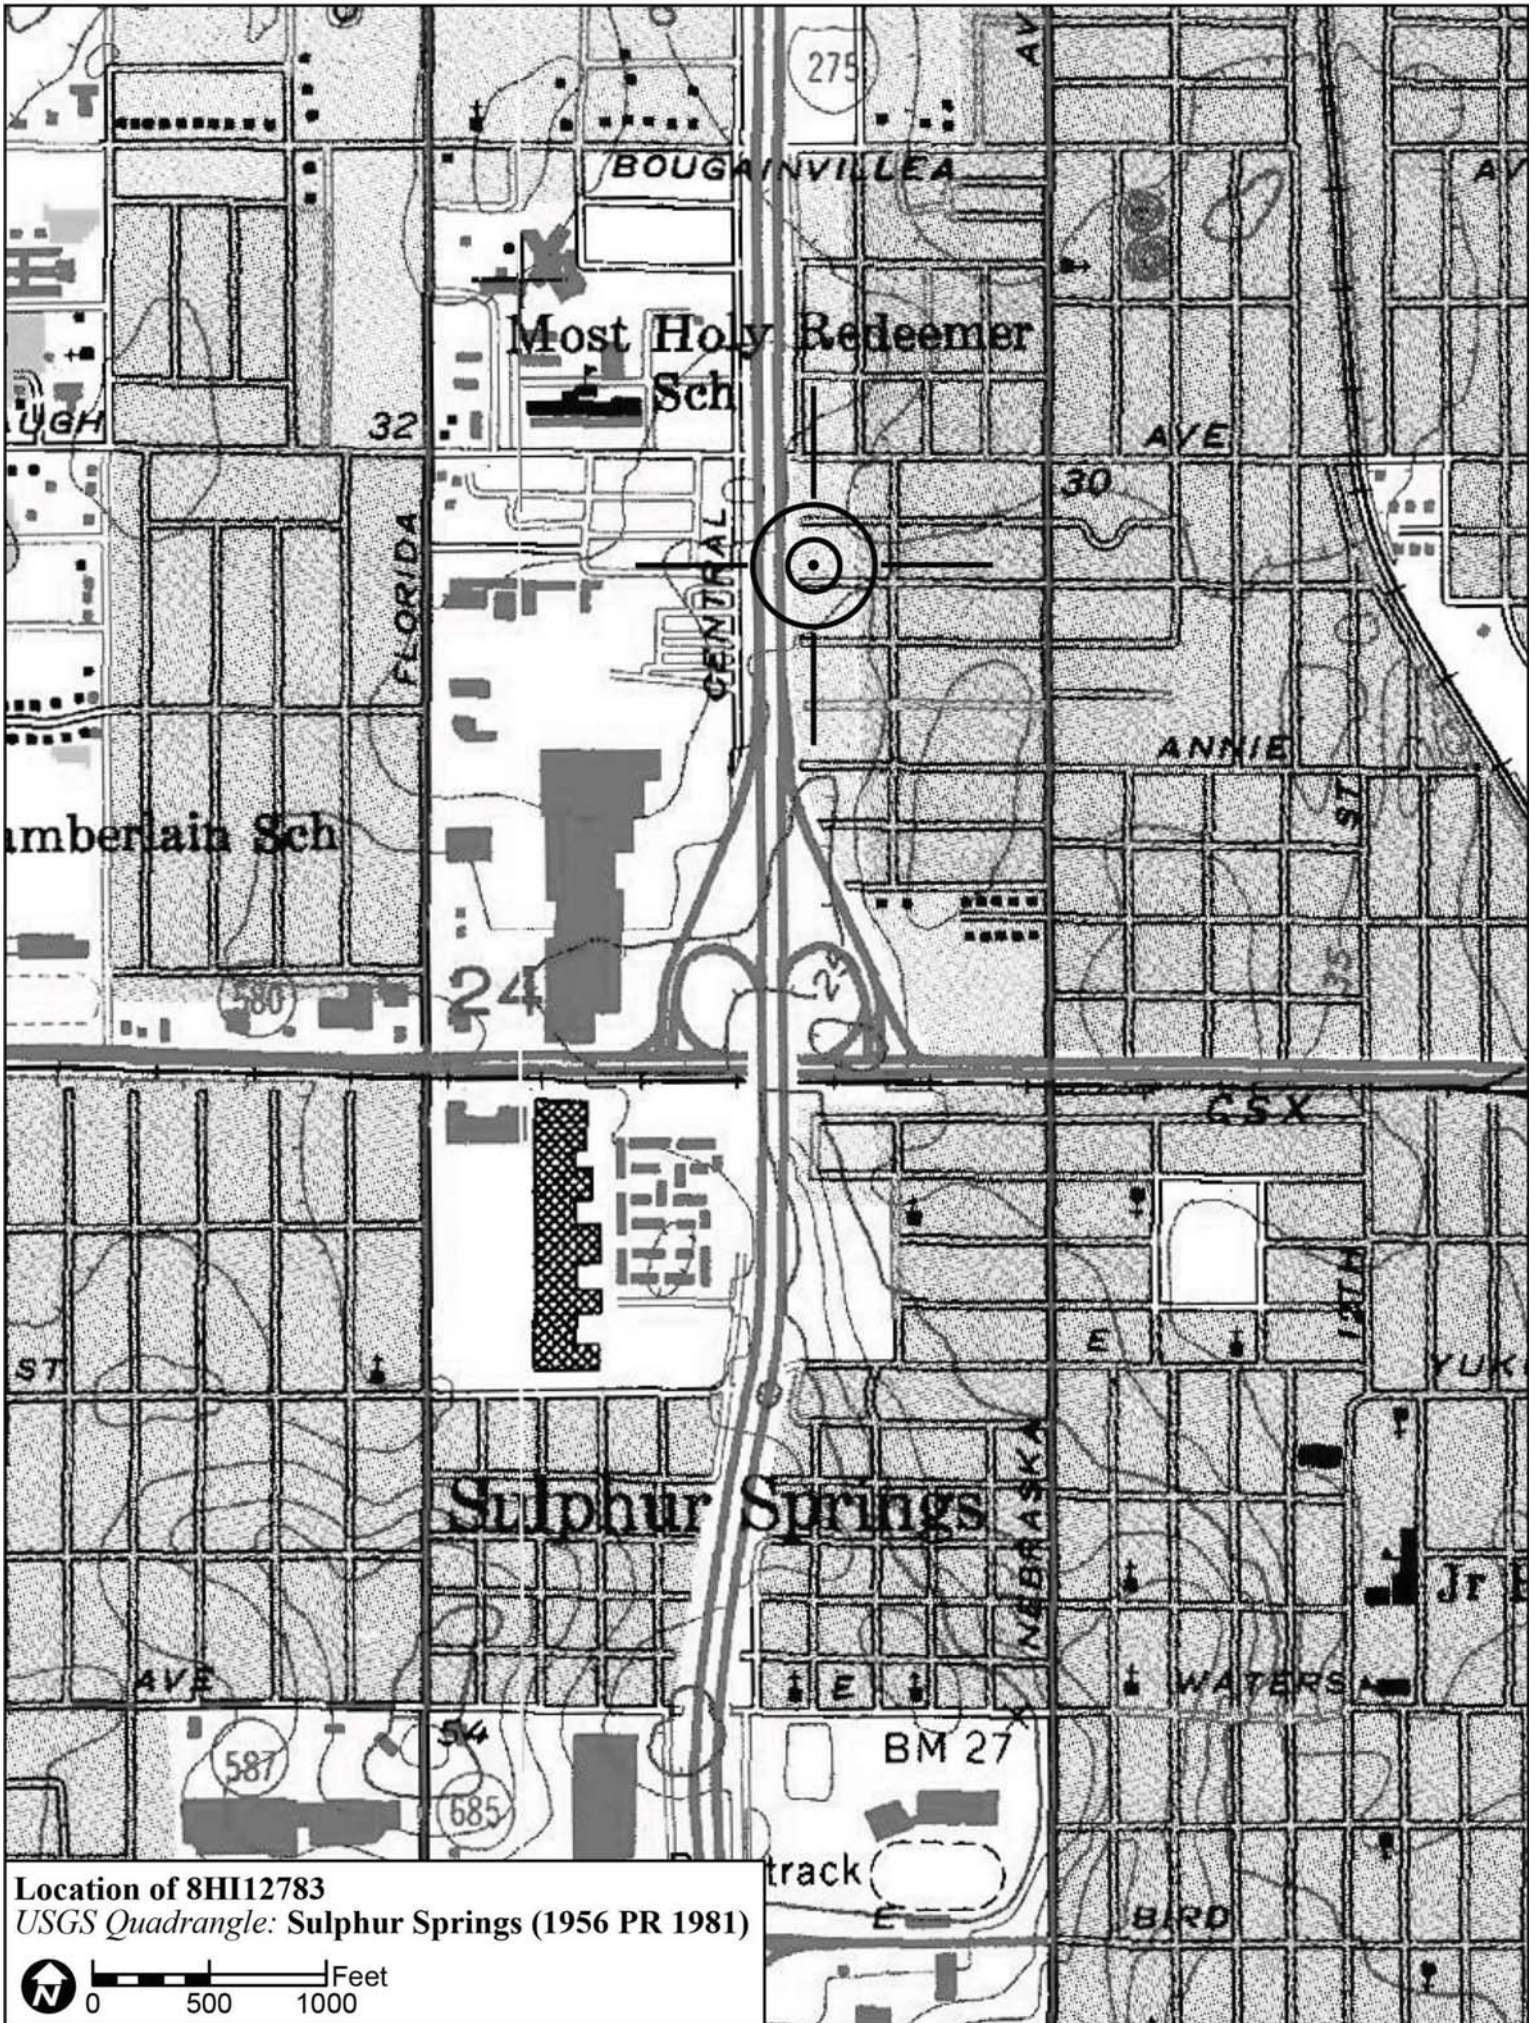 275
BOUGAINVILLEA
AV
AV
Most Holy Redeemer
Sch
UGH
32
AVE
30
FLORIDA
CENTRAL
ANNIE
ST
amberlain Sch
580
24
35
CSX
ST
E
12TH
YUK
Sulphur Springs
NEBRASKA
Jr
AVE
E
WATERS
54
BM 27
587
685
track
E
BIRD
Location of 8HI12783
USGS Quadrangle: Sulphur Springs (1956 PR 1981)
N
Feet
0 500 1000